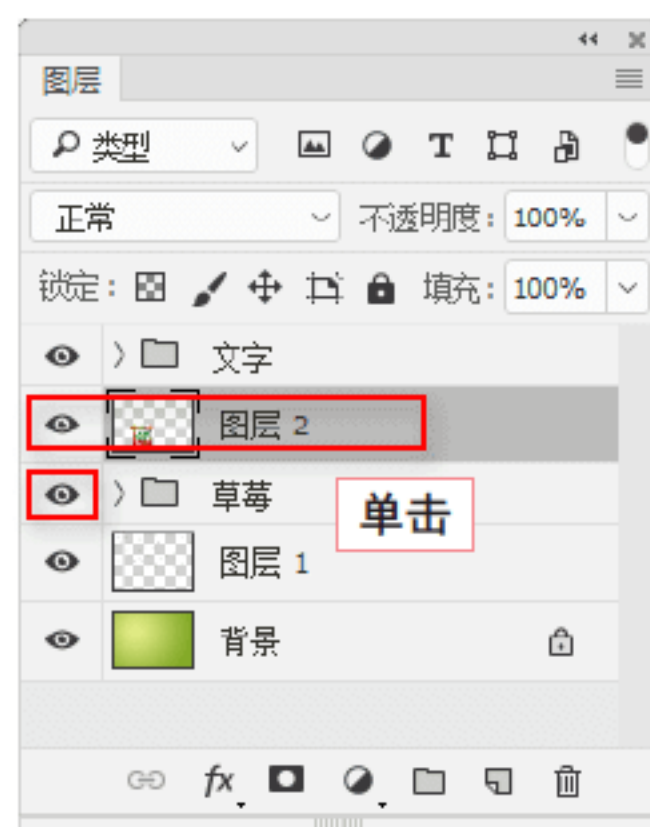 图层
类型 T
正常 不透明度: 100%
锁定: 填充: 100%
文字
图层 2
草莓
单击
图层 1
背景
fx